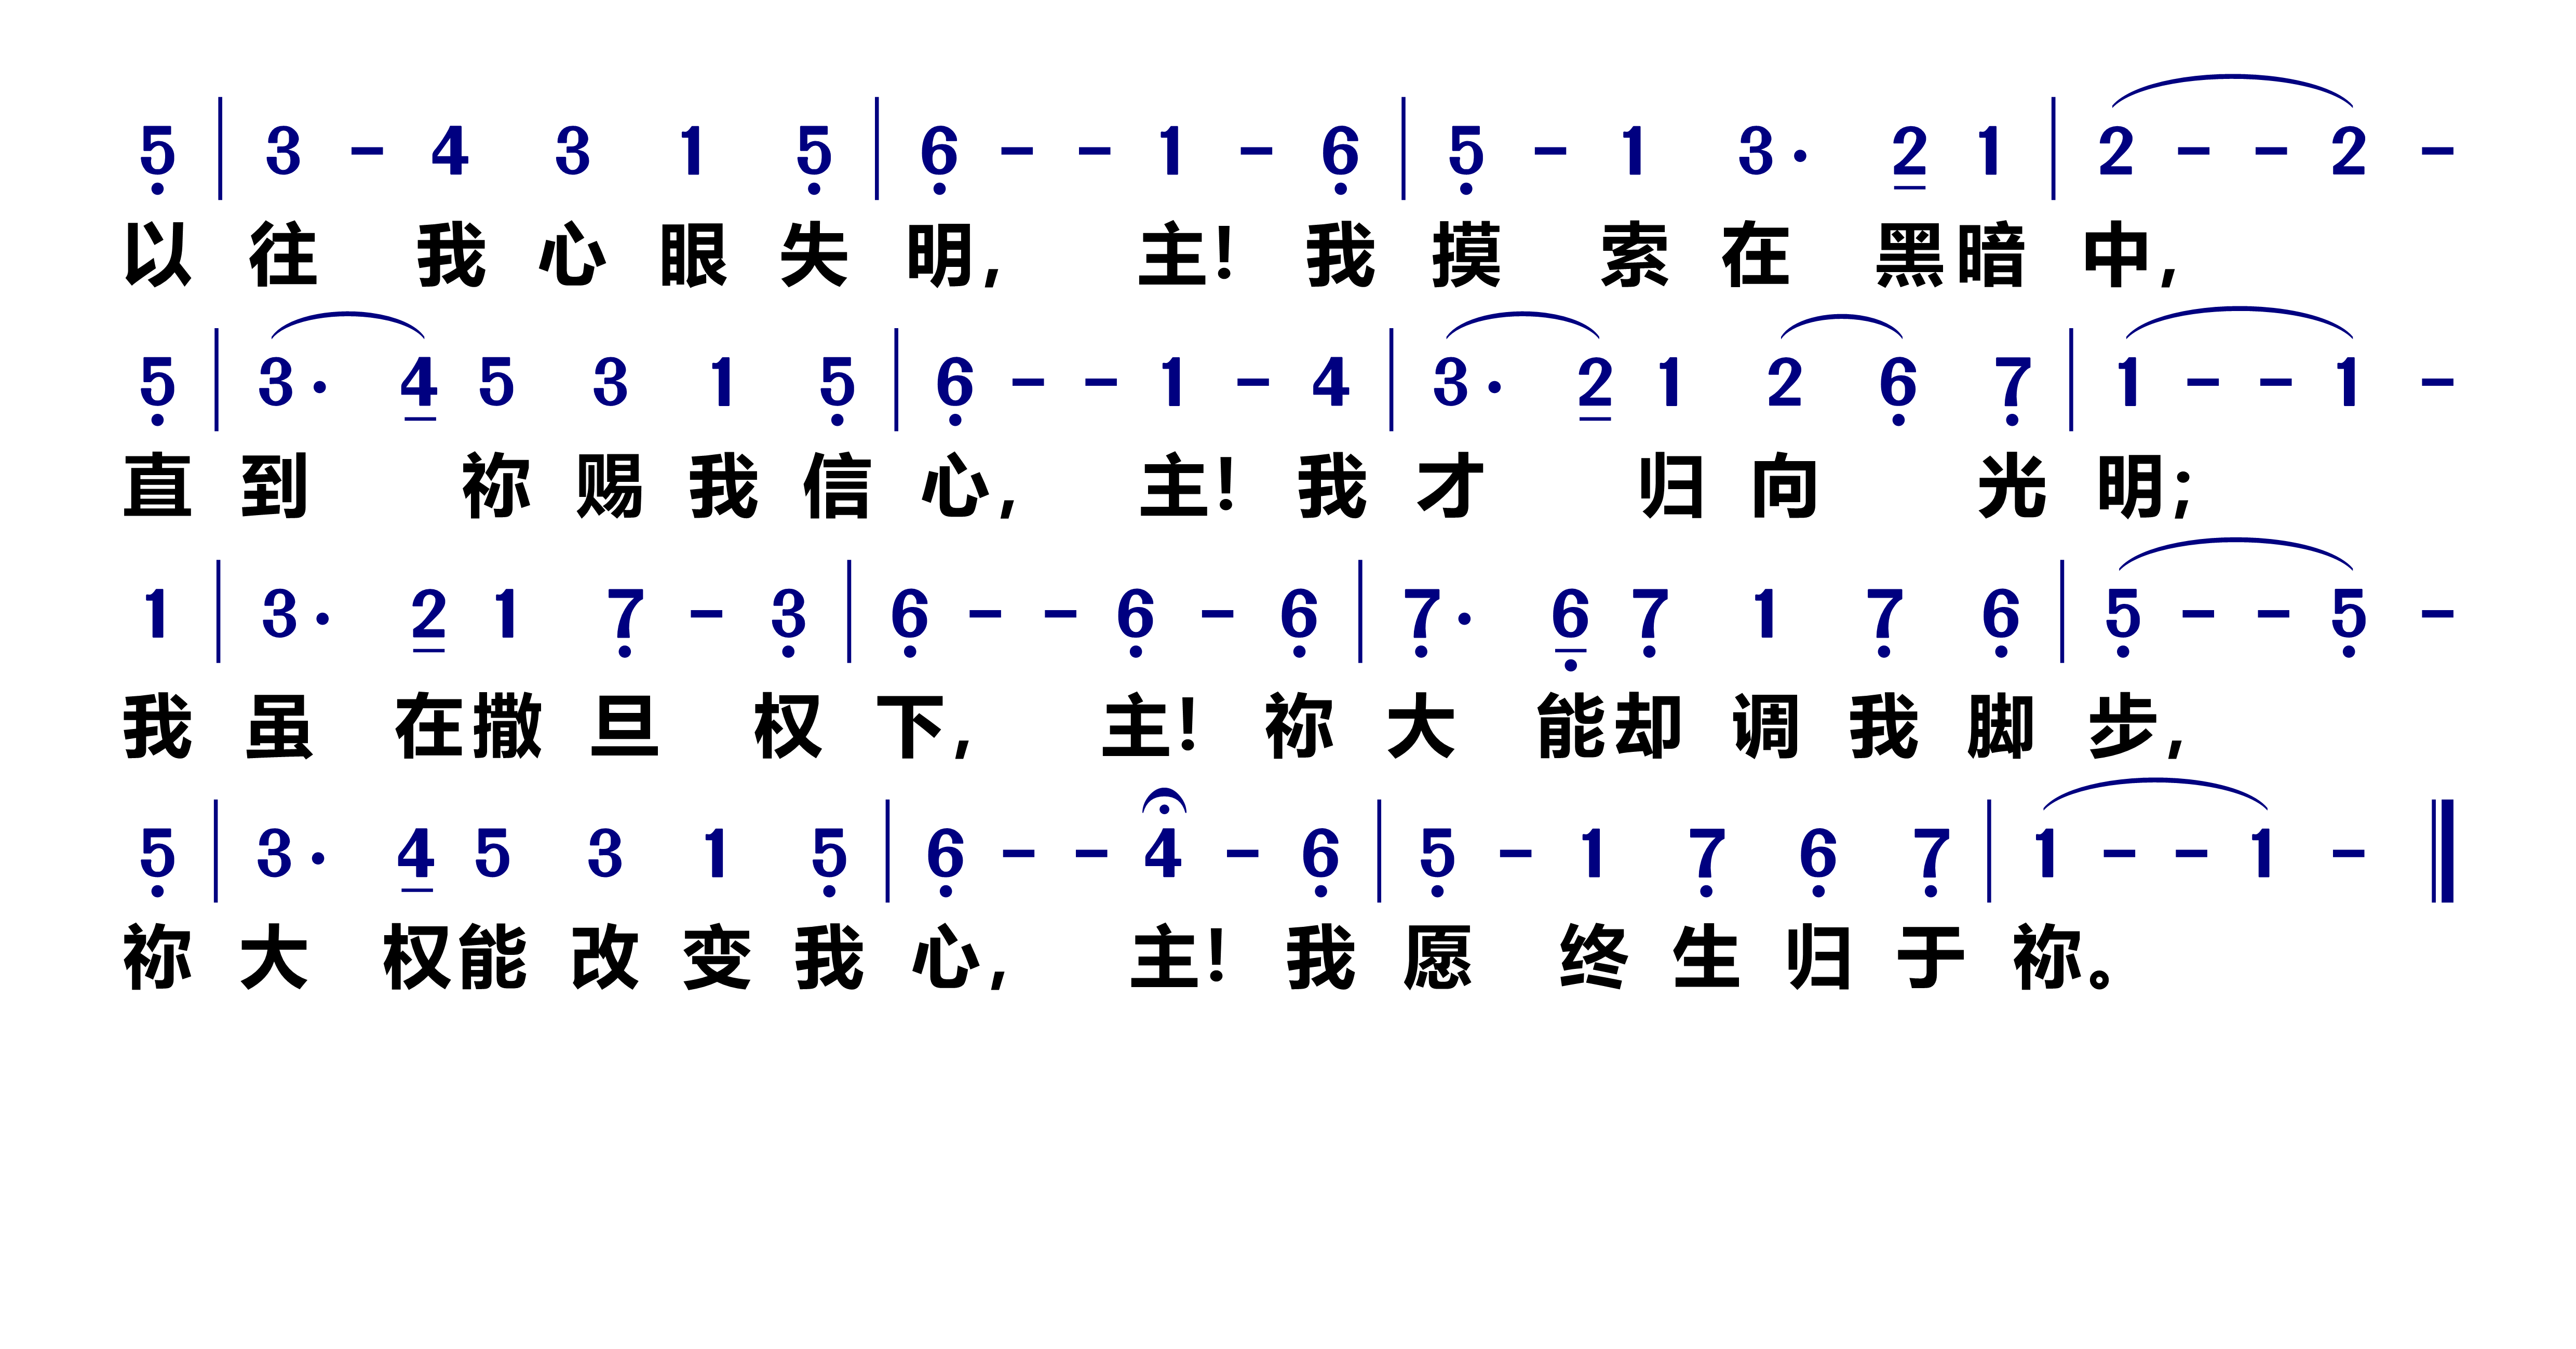 5 | 3 - 4 3 1 5 | 6 - - 1 - 6 | 5 - 1 3 · 2 1 | 2 - - 2 -
以 往 我 心 眼 失 明, 主! 我 摸 索 在 黑 暗 中,
5 | 3 · 4 5 3 1 5 | 6 - - 1 - 4 | 3 · 2 1 2 6 7 | 1 - - 1 -
直 到 祢 赐 我 信 心, 主! 我 才 归 向 光 明;
1 | 3 · 2 1 7 - 3 | 6 - - 6 - 6 | 7 · 6 7 1 7 6 | 5 - - 5 -
我 虽 在 撒 旦 权 下, 主! 祢 大 能 却 调 我 脚 步,
5 | 3 · 4 5 3 1 5 | 6 - - 4 - 6 | 5 - 1 7 6 7 | 1 - - 1 -
祢 大 权 能 改 变 我 心, 主! 我 愿 终 生 归 于 祢。